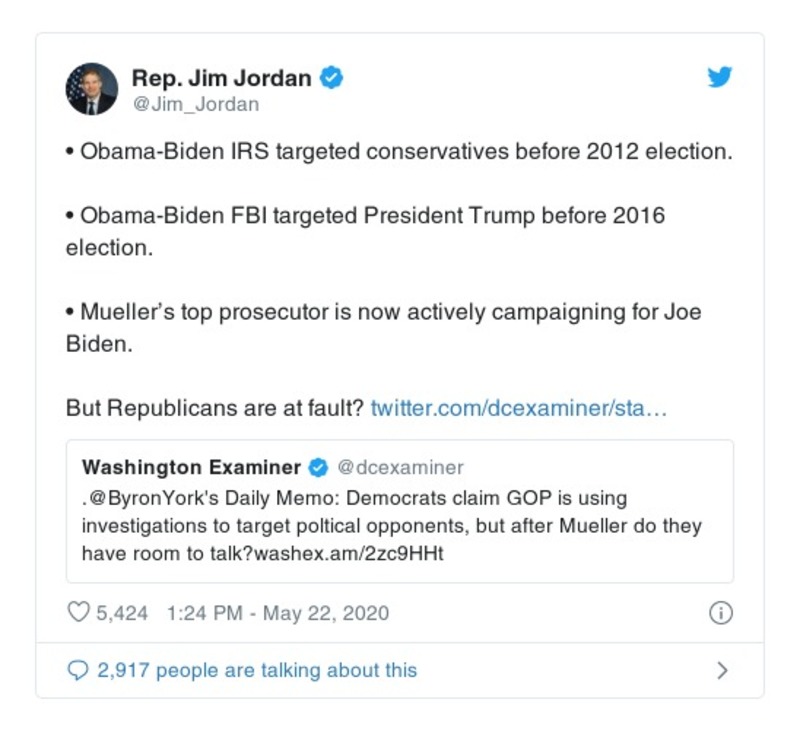 Rep. Jim Jordan
@Jim_Jordan
• Obama-Biden IRS targeted conservatives before 2012 election.
• Obama-Biden FBI targeted President Trump before 2016
election.
• Mueller’s top prosecutor is now actively campaigning for Joe
Biden.
But Republicans are at fault? twitter.com/dcexaminer/sta…
Washington Examiner @dcexaminer
.@ByronYork's Daily Memo: Democrats claim GOP is using
investigations to target poltical opponents, but after Mueller do they
have room to talk?washex.am/2zc9HHt
5,424 1:24 PM - May 22, 2020
2,917 people are talking about this